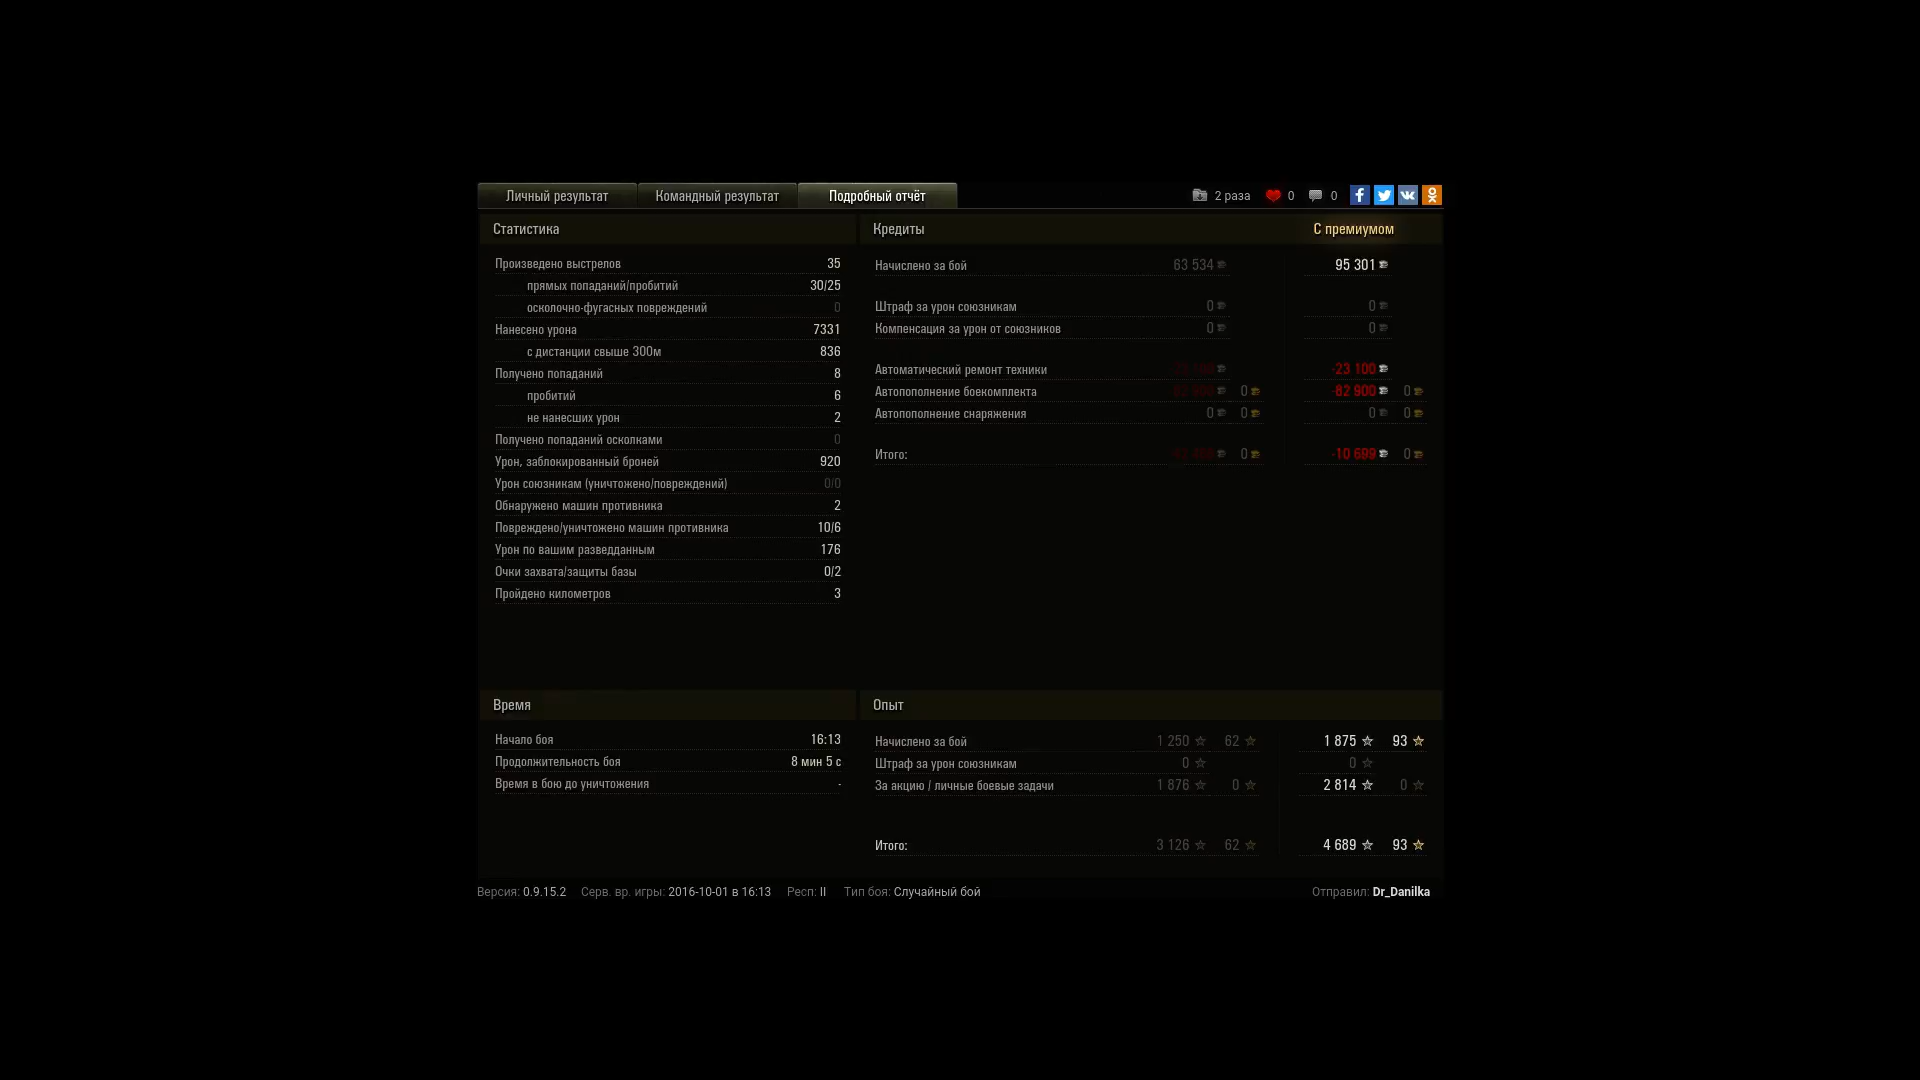 Личный результат Командный результат Подробный отчёт 2 раза 0 0
Статистика
Произведено выстрелов 35
прямых попаданий/пробитий 30/25
осколочно-фугасных повреждений 0
Нанесено урона 7331
с дистанции свыше 300м 836
Получено попаданий 8
пробитий 6
не нанесших урон 2
Получено попаданий осколками 0
Урон, заблокированный броней 920
Урон союзникам (уничтожено/повреждений) 0/0
Обнаружено машин противника 2
Повреждено/уничтожено машин противника 10/6
Урон по вашим разведданным 176
Очки захвата/защиты базы 0/2
Пройдено километров 3
Кредиты С премиумом
Начислено за бой 63 534 95 301
Штраф за урон союзникам 0 0
Компенсация за урон от союзников 0 0
Автоматический ремонт техники -23 100
Автопополнение боекомплекта 0 -82 900 0
Автопополнение снаряжения 0 0 0 0
Итого: 0 -10 699 0
Время
Начало боя 16:13
Продолжительность боя 8 мин 5 с
Время в бою до уничтожения -
Опыт
Начислено за бой 1 250 62 1 875 93
Штраф за урон союзникам 0 0
За акцию / личные боевые задачи 1 876 0 2 814 0
Итого: 3 126 62 4 689 93
Версия: 0.9.15.2 Серв. вр. игры: 2016-10-01 в 16:13 Респ: II Тип боя: Случайный бой Отправил: Dr_Danilka